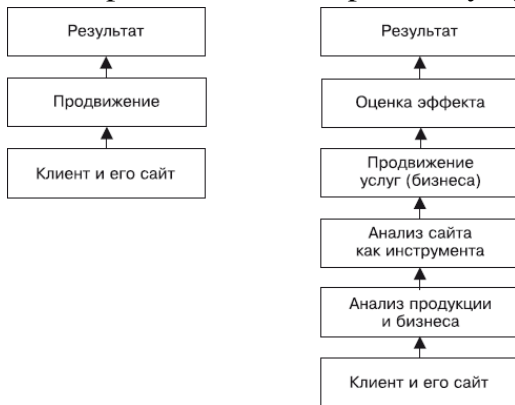 Результат
Продвижение
Клиент и его сайт
Результат
Оценка эффекта
Продвижение
услуг (бизнеса)
Анализ сайта
как инструмента
Анализ продукции
и бизнеса
Клиент и его сайт